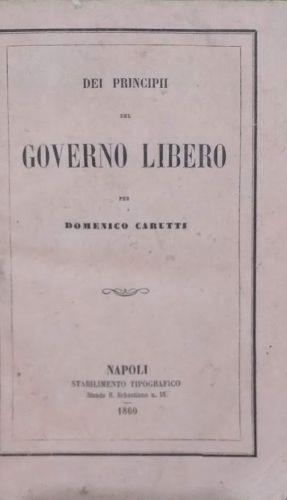 DEI PRINCIPII
DEL
GOVERNO LIBERO
PER
DOMENICO CARUTTI
NAPOLI
STABILIMENTO TIPOGRAFICO
Strada S. Sebastiano n. 51
1860